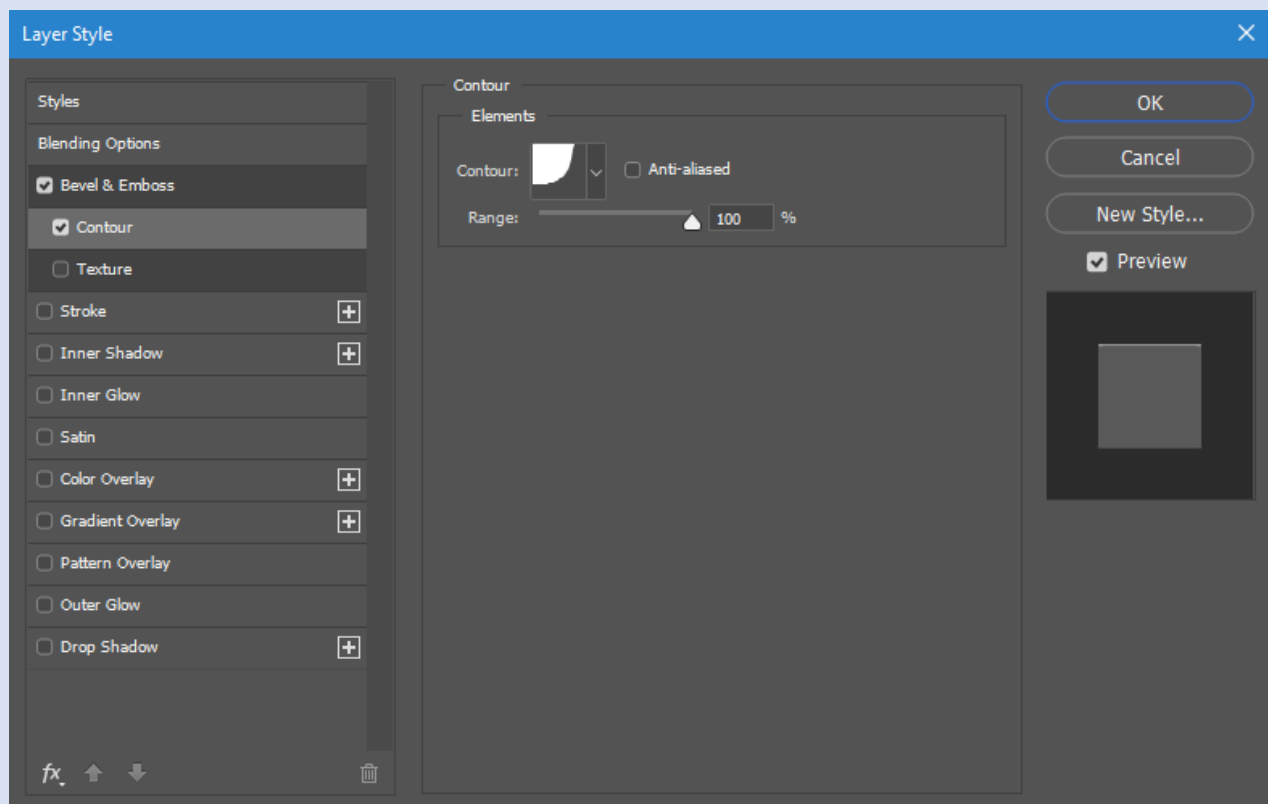 Layer Style
Styles
Blending Options
Bevel & Emboss
Contour
Texture
Stroke
Inner Shadow
Inner Glow
Satin
Color Overlay
Gradient Overlay
Pattern Overlay
Outer Glow
Drop Shadow
fx
Contour
Elements
Contour: Anti-aliased
Range: 100 %
OK
Cancel
New Style...
Preview